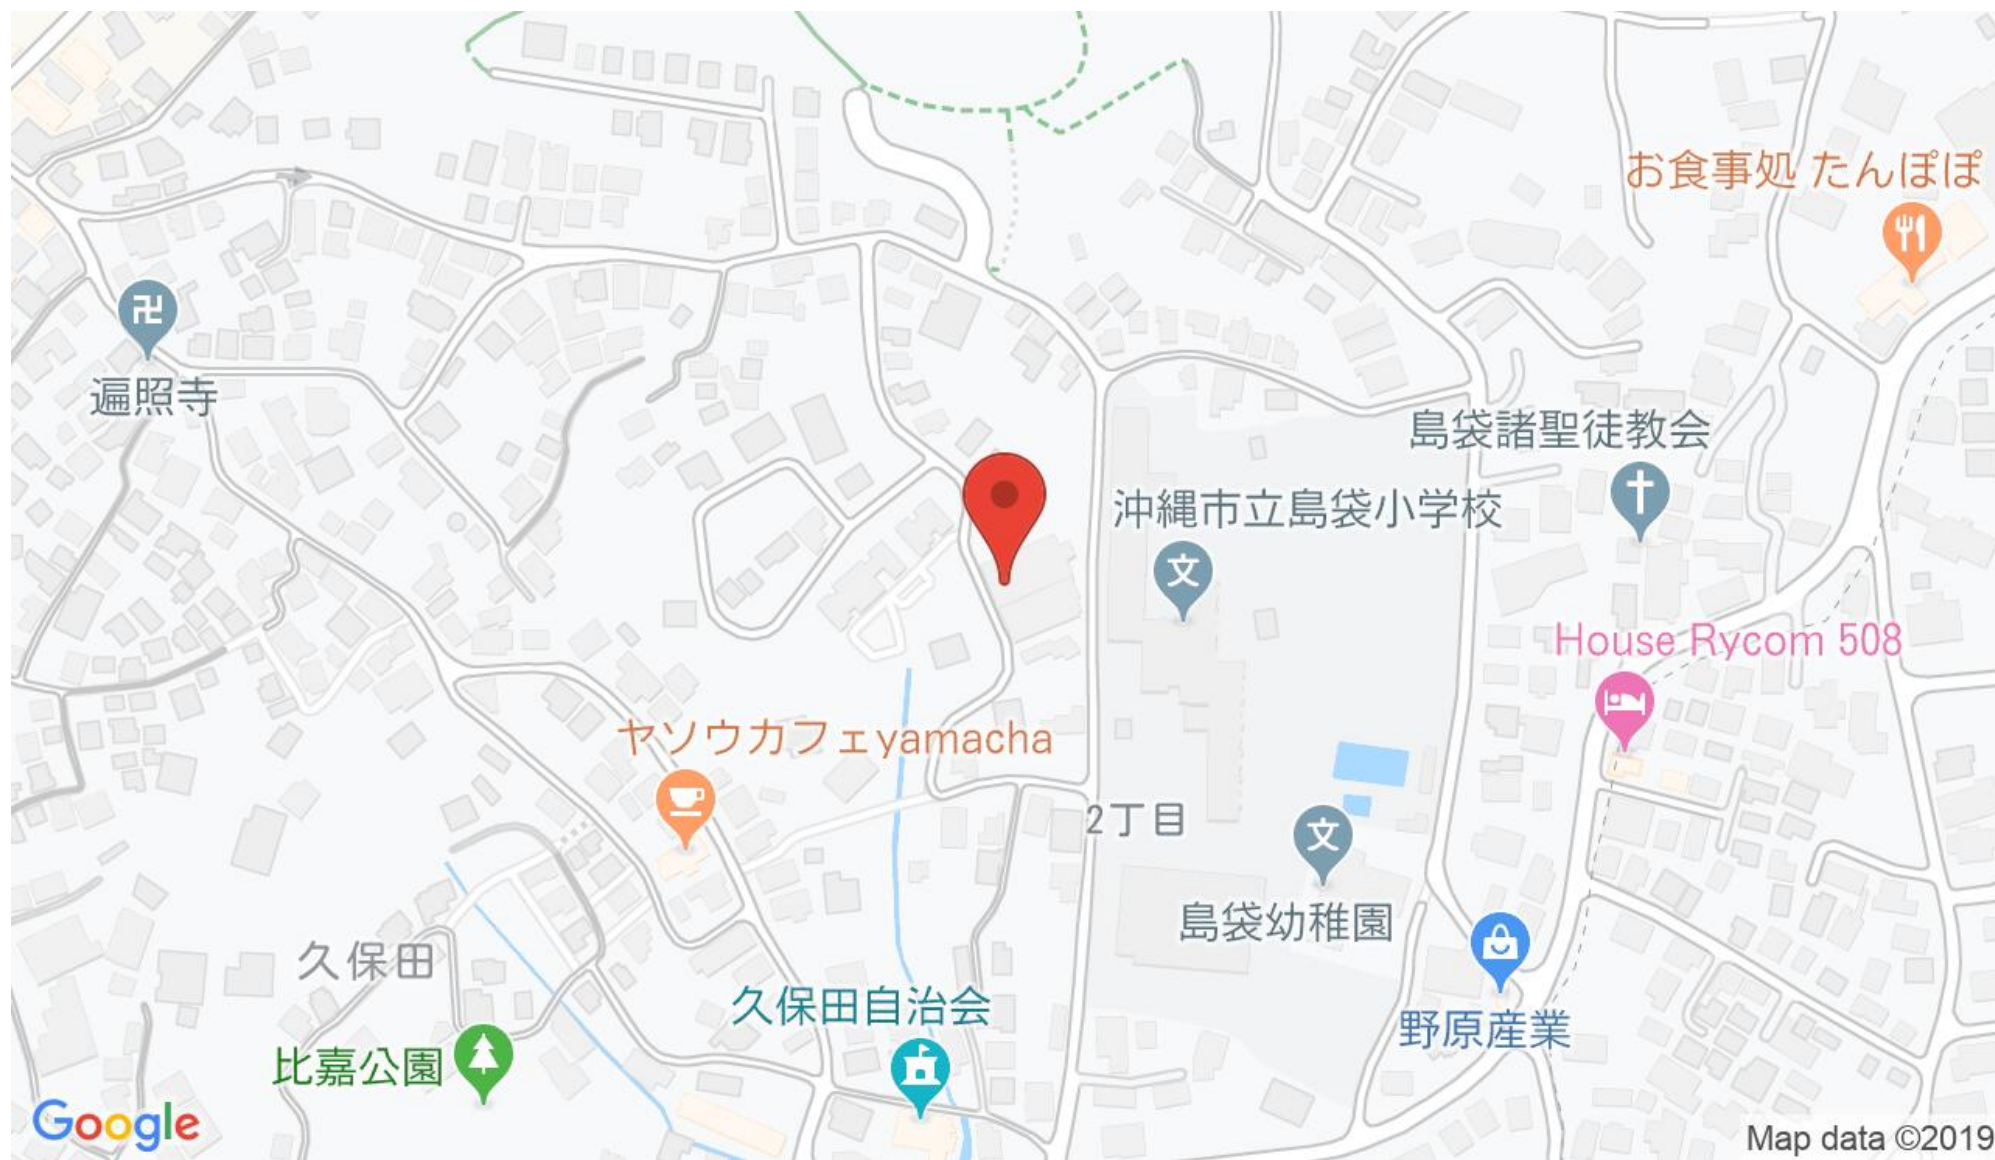 お食事処 たんぽぽ
卍
遍照寺
島袋諸聖徒教会
沖縄市立島袋小学校
文
House Rycom 508
ヤソウカフェyamacha
2丁目
文
島袋幼稚園
久保田
久保田自治会
野原産業
比嘉公園
Google
Map data ©2019